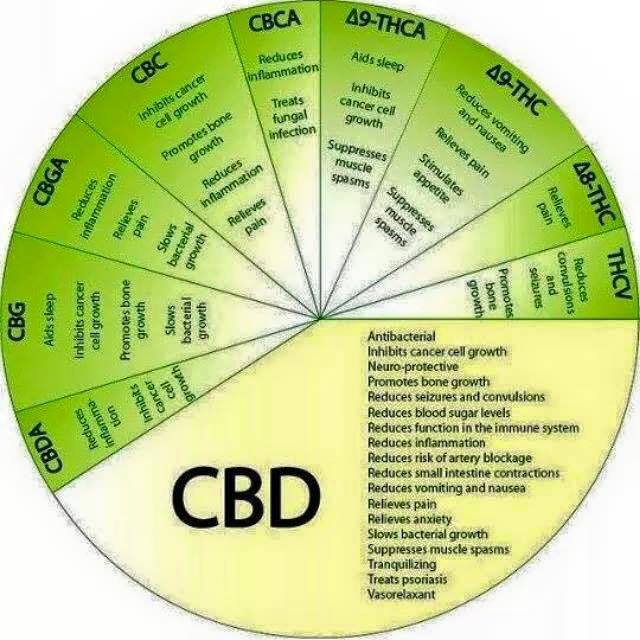 CBCA
Reduces
inflammation
Treats
fungal
infection
Δ9-THCA
Aids sleep
Inhibits
cancer cell
growth
Suppresses
muscle
spasms
Δ9-THC
Reduces vomiting
and nausea
Relieves pain
Stimulates
appetite
Suppresses
muscle
spasms
Δ8-THC
Relieves
pain
THCV
Reduces
convulsions
and
seizures
Promotes
bone
growth
CBD
Antibacterial
Inhibits cancer cell growth
Neuro-protective
Promotes bone growth
Reduces seizures and convulsions
Reduces blood sugar levels
Reduces function in the immune system
Reduces inflammation
Reduces risk of artery blockage
Reduces small intestine contractions
Reduces vomiting and nausea
Relieves pain
Relieves anxiety
Slows bacterial growth
Suppresses muscle spasms
Tranquilizing
Treats psoriasis
Vasorelaxant
CBDA
Reduces
inflamma-
tion
Inhibits
cancer
cell
growth
CBG
Aids sleep
Inhibits cancer
cell growth
Promotes bone
growth
Slows
bacterial
growth
CBGA
Reduces
inflammation
Relieves
pain
Slows
bacterial
growth
CBC
Inhibits cancer
cell growth
Promotes bone
growth
Reduces
inflammation
Relieves
pain